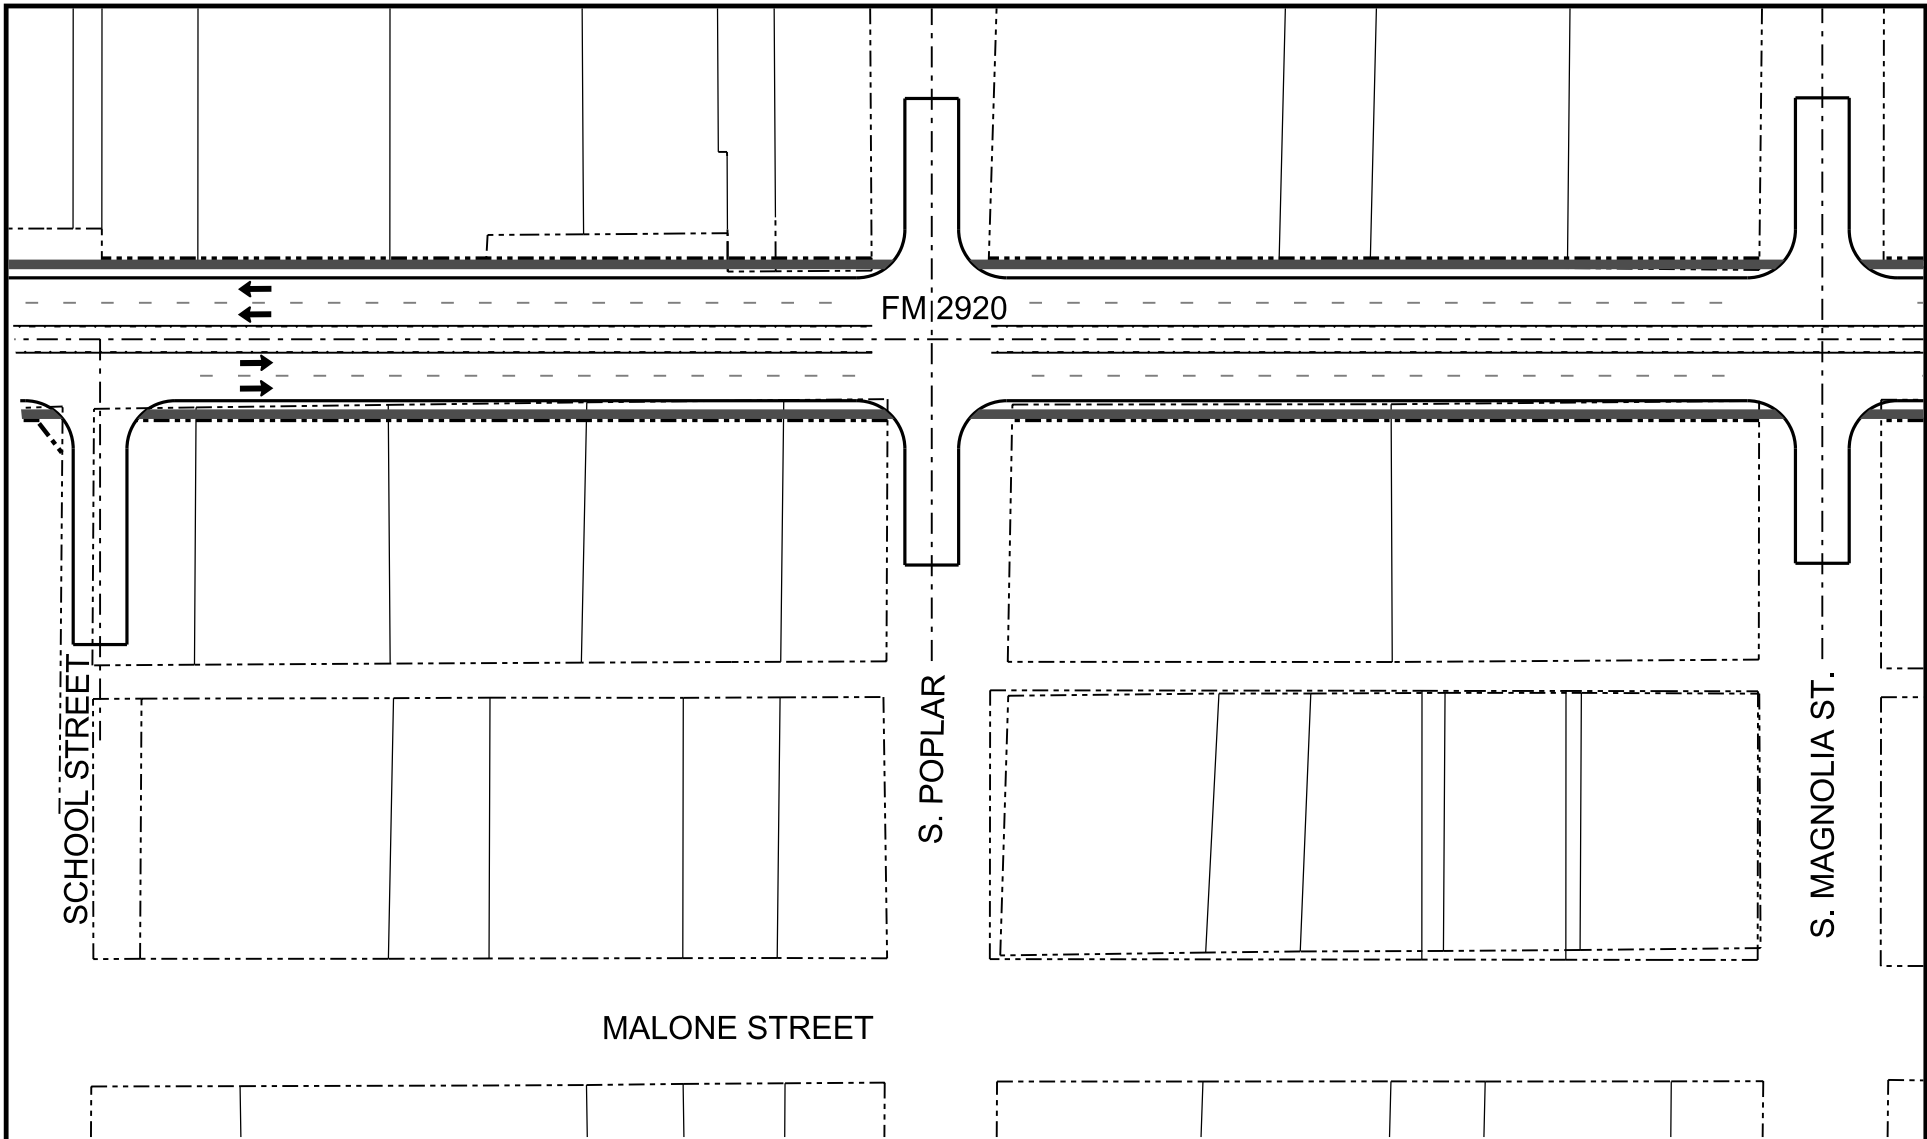 FM 2920
SCHOOL STREET
S. POPLAR
S. MAGNOLIA ST.
MALONE STREET